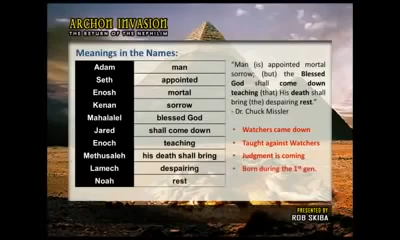 ARCHON INVASION
THE RETURN OF THE NEPHILIM
Meanings in the Names:
Adam man
Seth appointed
Enosh mortal
Kenan sorrow
Mahalalel blessed God
Jared shall come down
Enoch teaching
Methusaleh his death shall bring
Lamech despairing
Noah rest
"Man (is) appointed mortal
sorrow; (but) the Blessed
God shall come down
teaching (that) His death shall
bring (the) despairing rest."
- Dr. Chuck Missler
• Watchers came down
• Taught against Watchers
• Judgment is coming
• Born during the 1st gen.
PRESENTED BY
ROB SKIBA